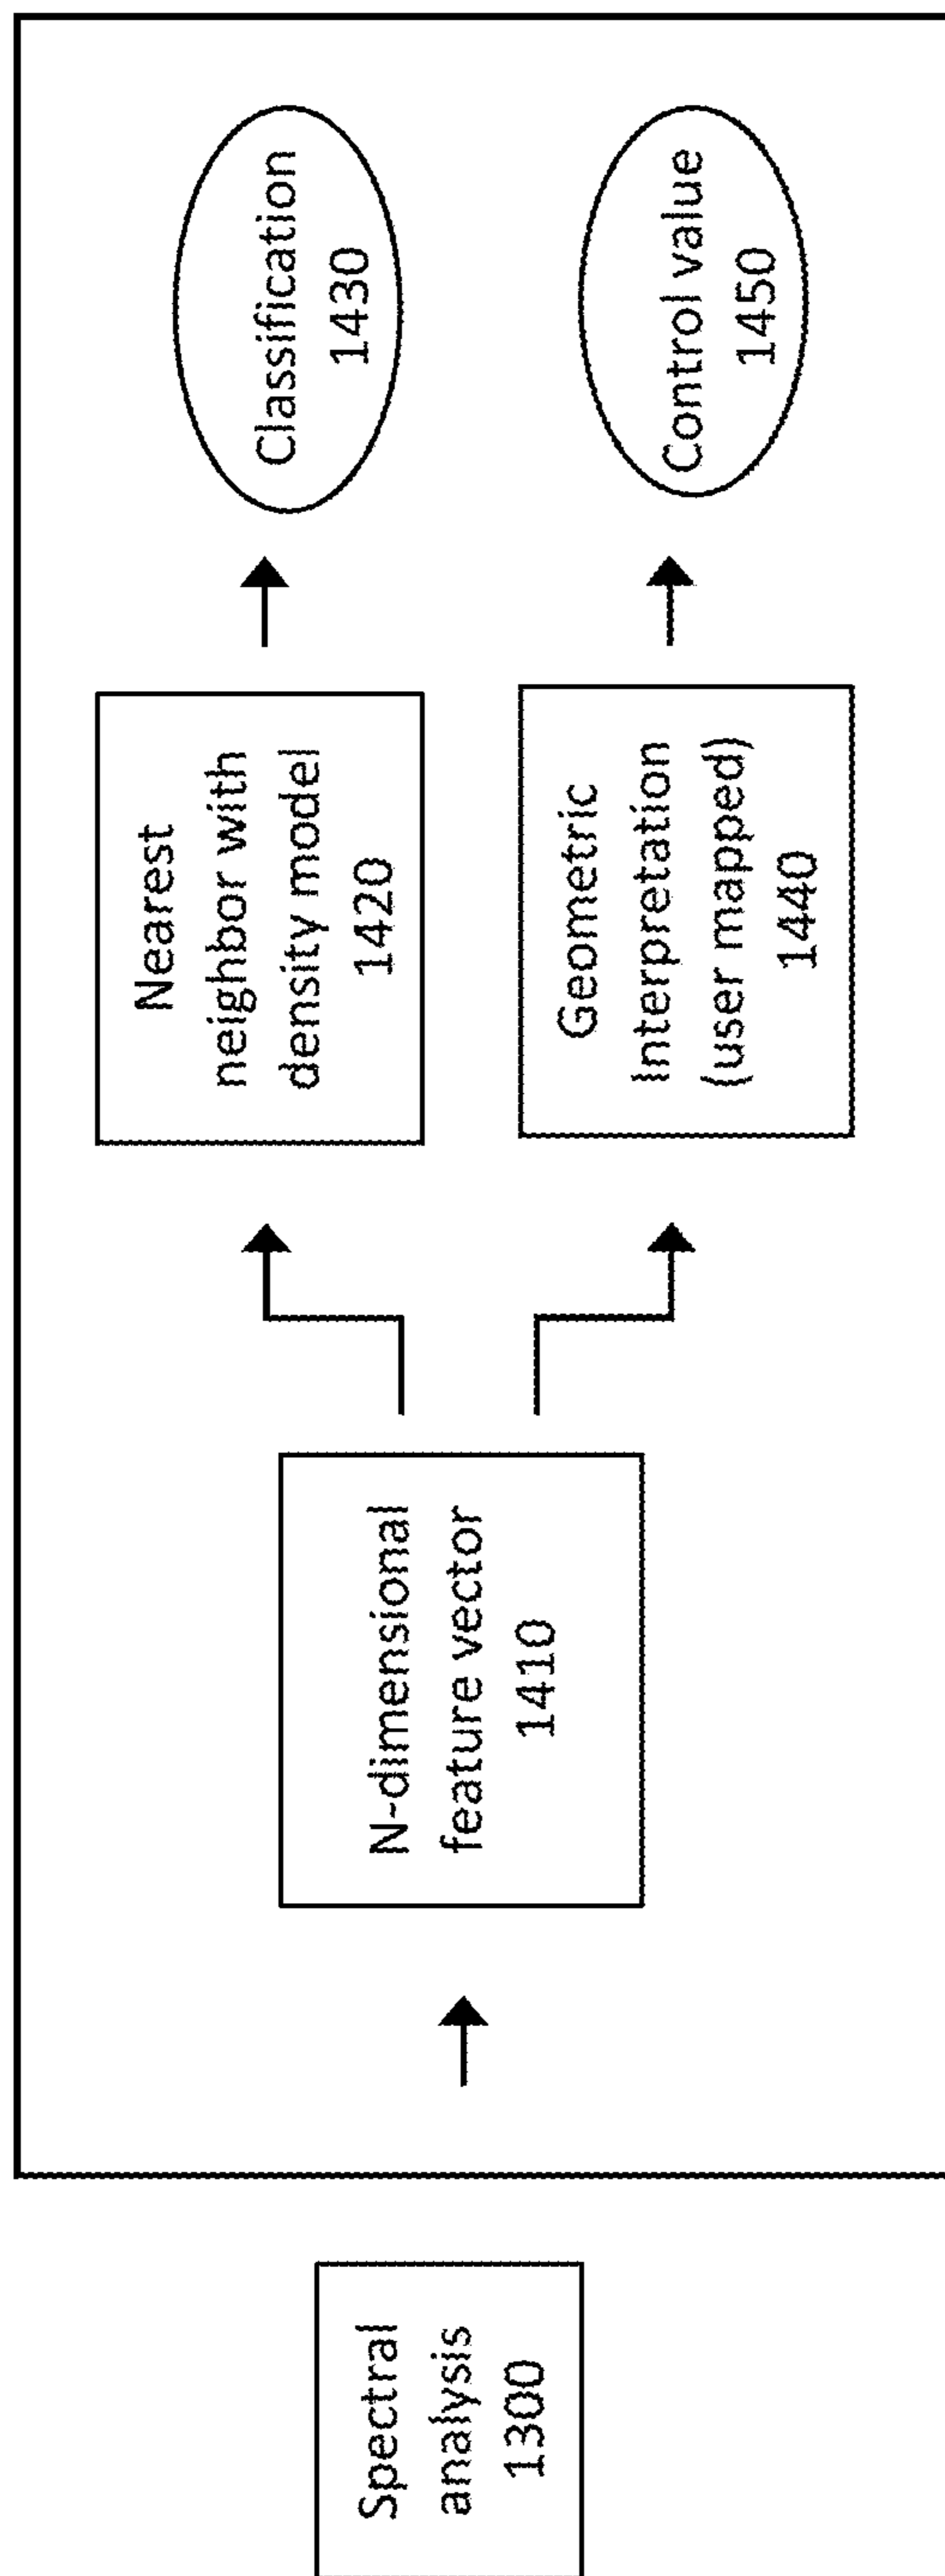 Spectral
analysis
1300
N-dimensional
feature vector
1410
Nearest
neighbor with
density model
1420
Classification
1430
Geometric
Interpretation
(user mapped)
1440
Control value
1450